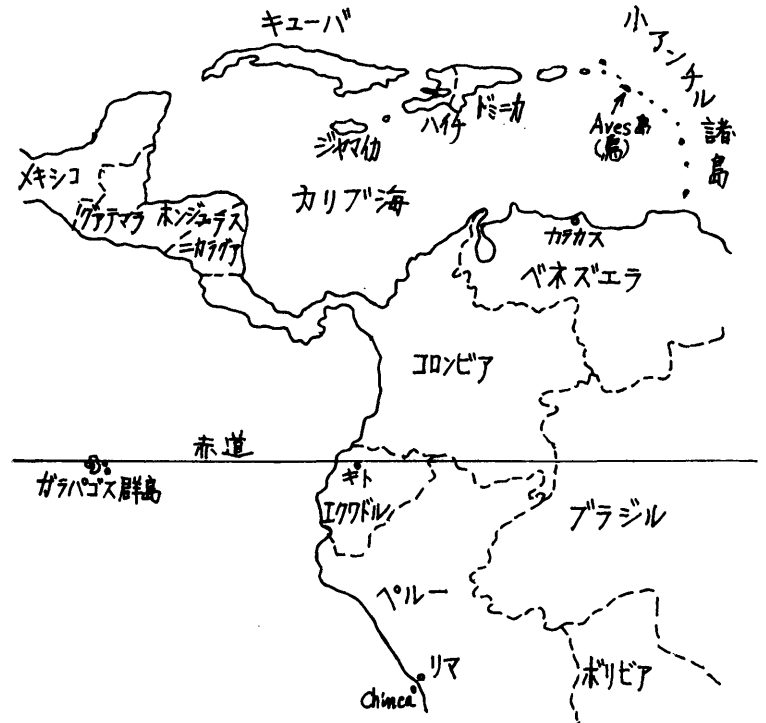 キューバ
小アンチル諸島
ドミニカ
ハイチ
Aves島
(鳥)
ジャマイカ
メキシコ
カリブ海
グァテマラ
ホンジュラス
ニカラグァ
カラカス
ベネズエラ
コロンビア
赤道
ガラパゴス群島
キト
エクワドル
ブラジル
ペルー
リマ
Chinca
ボリビア